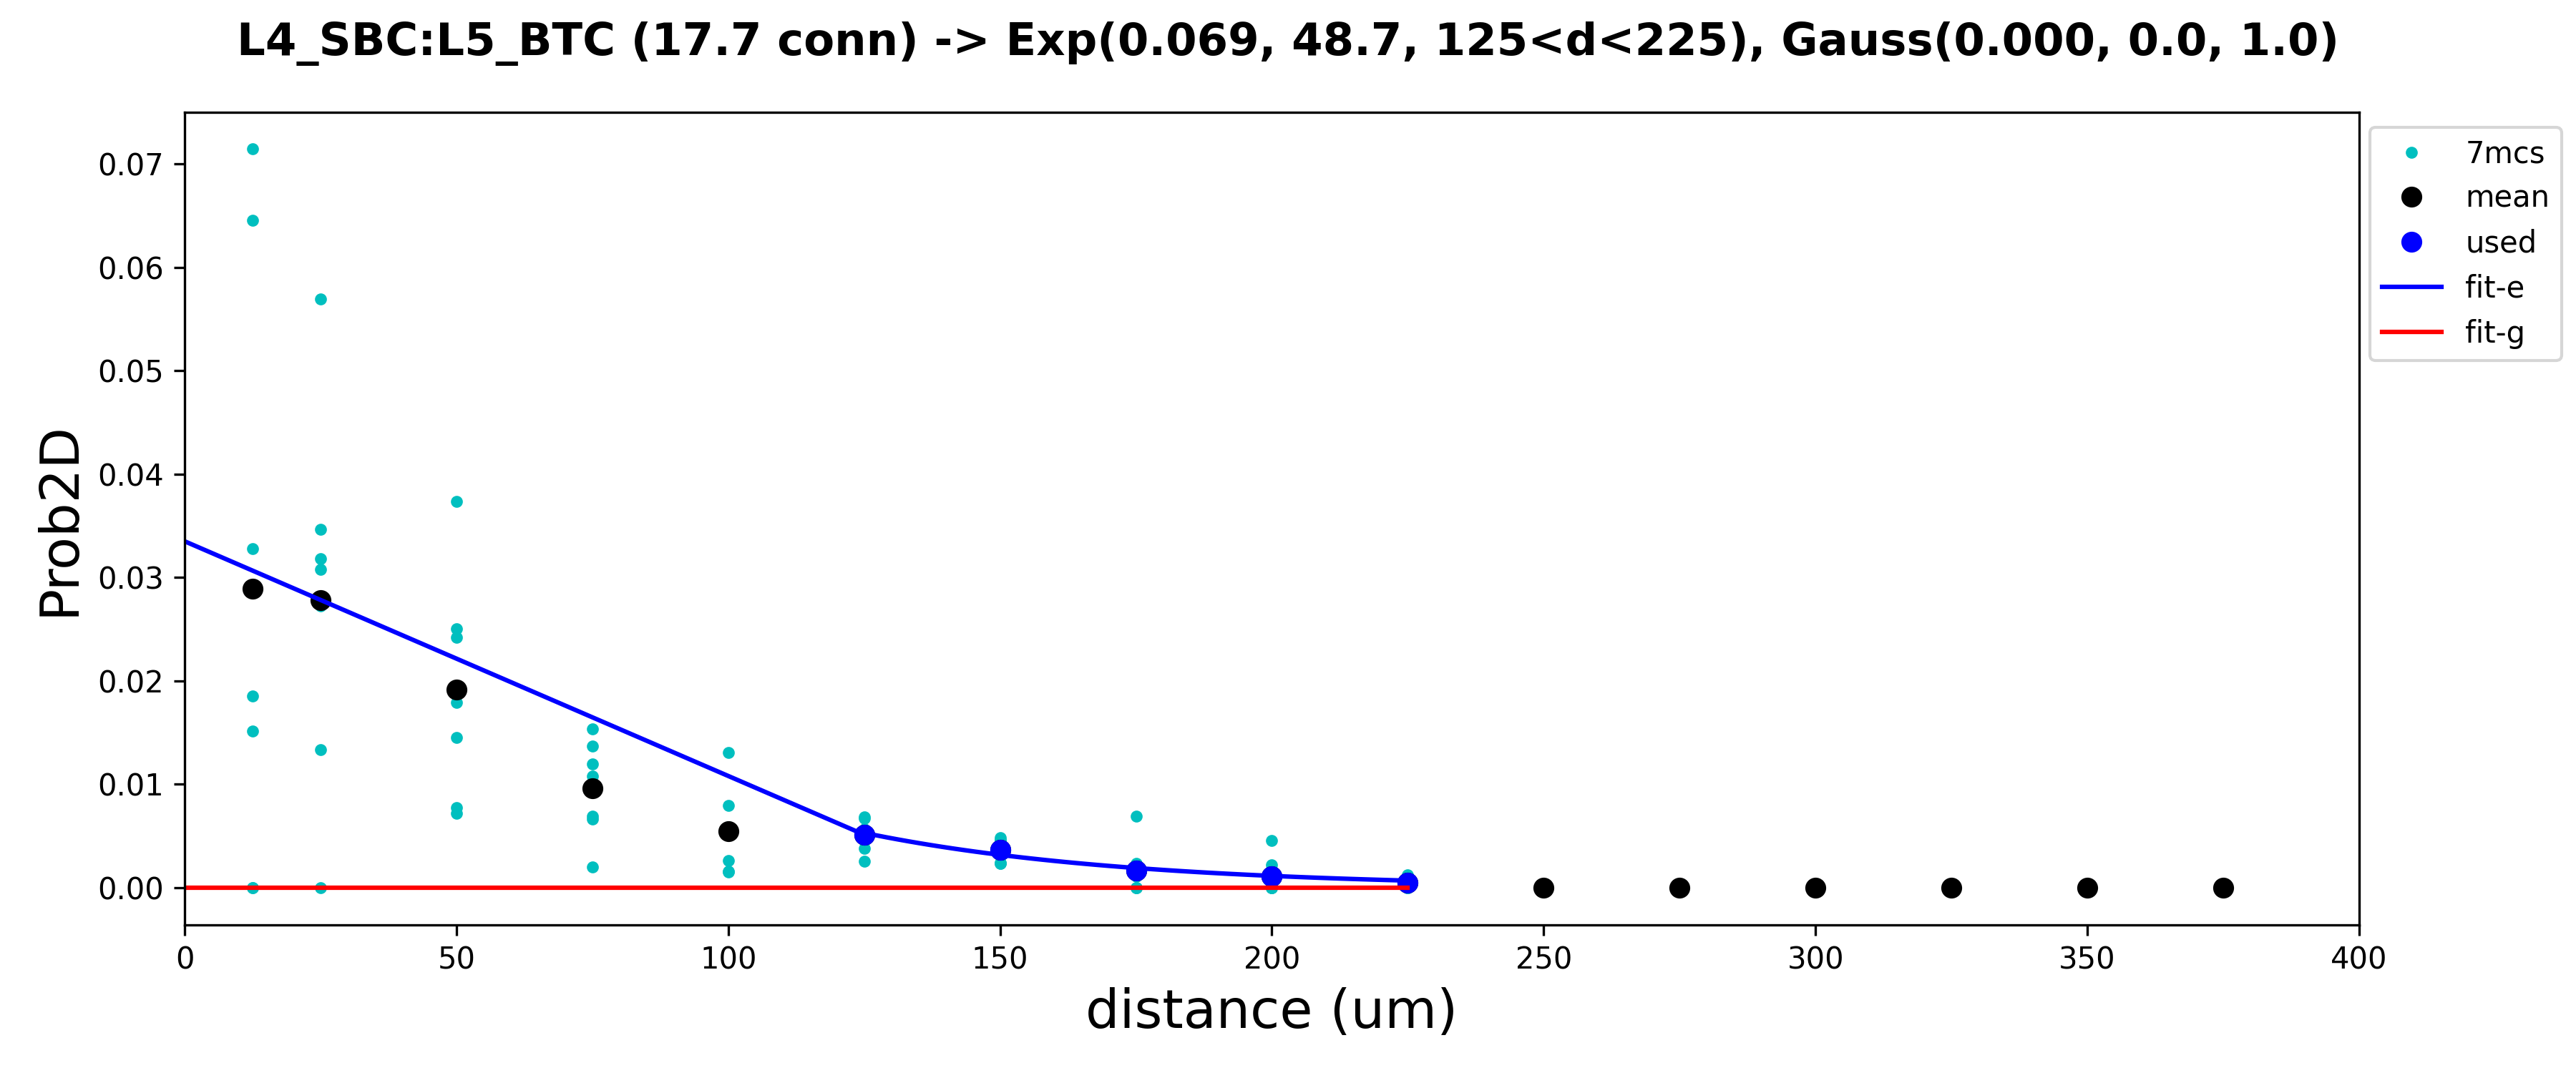 L4_SBC:L5_BTC (17.7 conn) -> Exp(0.069, 48.7, 125<d<225), Gauss(0.000, 0.0, 1.0)
7mcs
mean
used
fit-e
fit-g
Prob2D
0.07
0.06
0.05
0.04
0.03
0.02
0.01
0.00
0 50 100 150 200 250 300 350 400
distance (um)